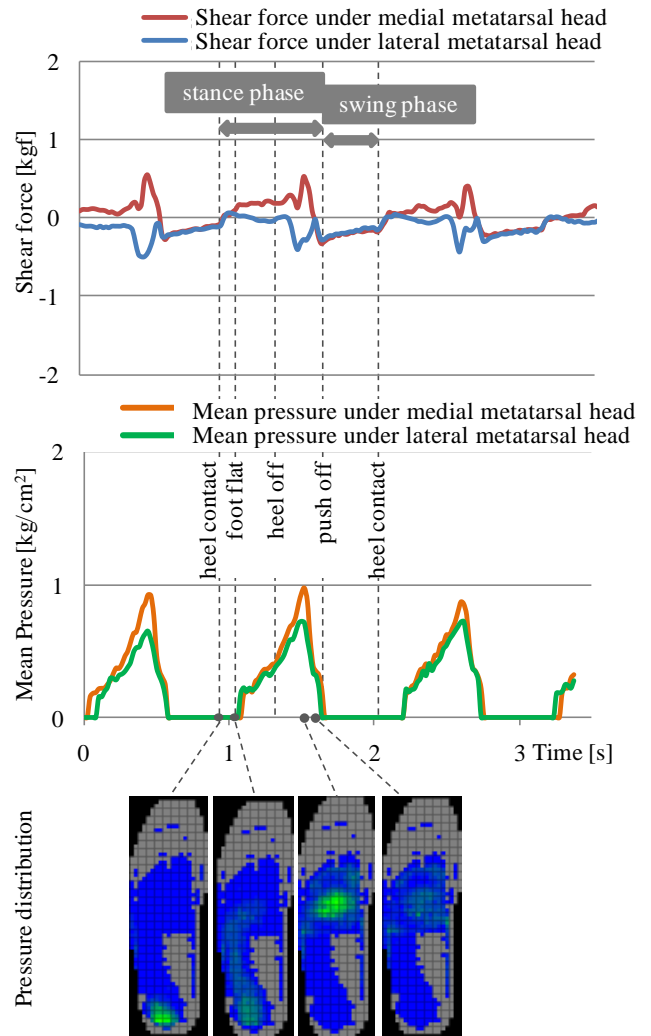 Shear force under medial metatarsal head
Shear force under lateral metatarsal head
2
stance phase
swing phase
1
0
-1
-2
Shear force [kgf]
Mean pressure under medial metatarsal head
Mean pressure under lateral metatarsal head
2
heel contact
foot flat
heel off
push off
heel contact
1
0
Mean Pressure [kg/cm²]
0
1
2
3
Time [s]
Pressure distribution